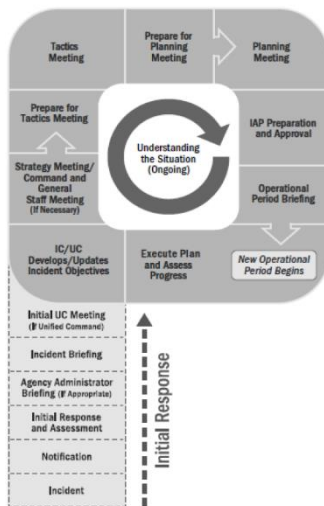 Tactics
Meeting
Prepare for
Planning
Meeting
Planning
Meeting
Prepare for
Tactics Meeting
Understanding
the Situation
(Ongoing)
IAP Preparation
and Approval
Strategy Meeting/
Command and
General
Staff Meeting
(If Necessary)
Operational
Period Briefing
IC/UC
Develops/Updates
Incident Objectives
Execute Plan
and Assess
Progress
New Operational
Period Begins
Initial UC Meeting
(If Unified Command)
Incident Briefing
Agency Administrator
Briefing (If Appropriate)
Initial Response
and Assessment
Notification
Incident
Initial Response